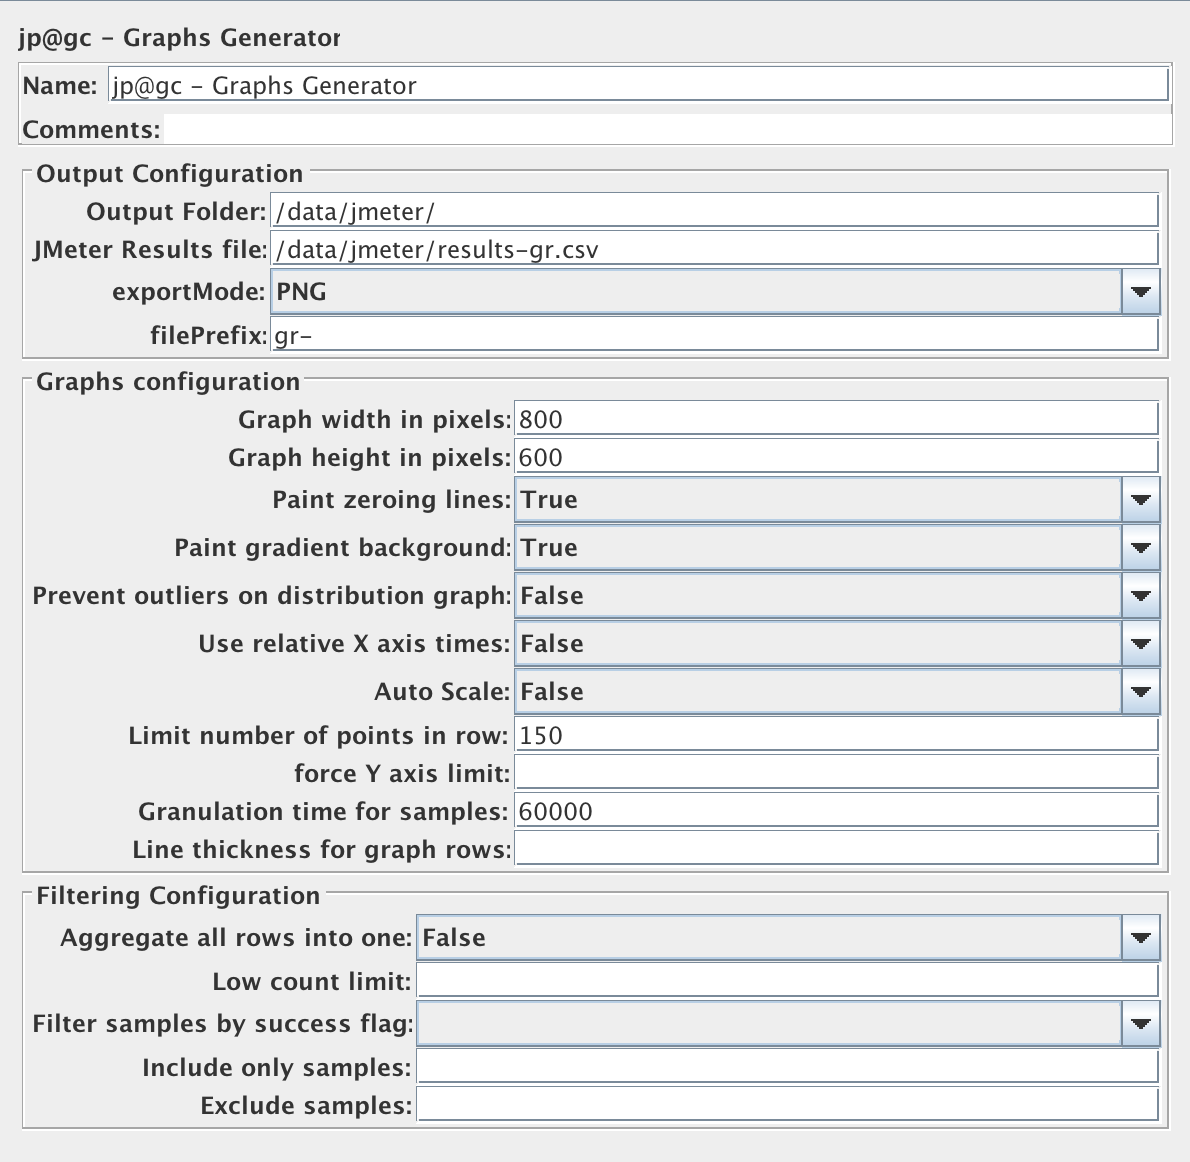 jp@gc - Graphs Generator
Name: jp@gc - Graphs Generator
Comments:
Output Configuration
Output Folder: /data/jmeter/
JMeter Results file: /data/jmeter/results-gr.csv
exportMode: PNG
filePrefix: gr-
Graphs configuration
Graph width in pixels: 800
Graph height in pixels: 600
Paint zeroing lines: True
Paint gradient background: True
Prevent outliers on distribution graph: False
Use relative X axis times: False
Auto Scale: False
Limit number of points in row: 150
force Y axis limit:
Granulation time for samples: 60000
Line thickness for graph rows:
Filtering Configuration
Aggregate all rows into one: False
Low count limit:
Filter samples by success flag:
Include only samples:
Exclude samples: